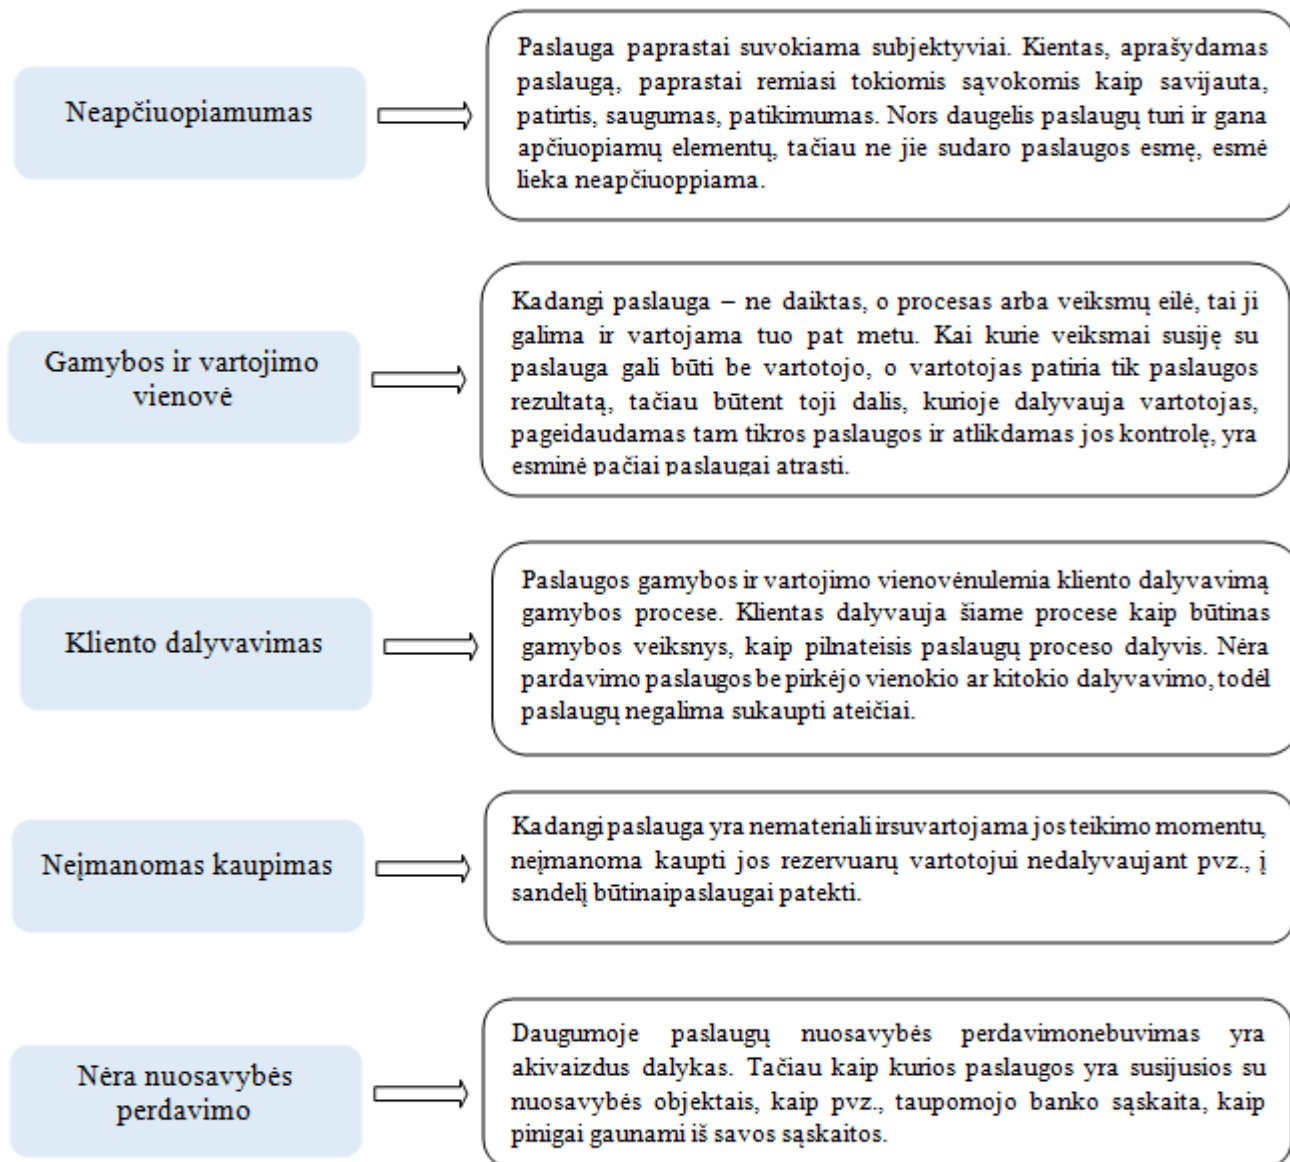 Neapčiuopiamumas
Paslauga paprastai suvokiama subjektyviai. Kientas, aprašydamas
paslaugą, paprastai remiasi tokiomis sąvokomis kaip savijauta,
patirtis, saugumas, patikimumas. Nors daugelis paslaugų turi ir gana
apčiuopiamų elementų, tačiau ne jie sudaro paslaugos esmę, esmė
lieka neapčiuoppiama.
Gamybos ir vartojimo
vienovė
Kadangi paslauga – ne daiktas, o procesas arba veiksmų eilė, tai ji
galima ir vartojama tuo pat metu. Kai kurie veiksmai susiję su
paslauga gali būti be vartotojo, o vartotojas patiria tik paslaugos
rezultatą, tačiau būtent toji dalis, kurioje dalyvauja vartotojas,
pageidaudamas tam tikros paslaugos ir atlikdamas jos kontrolę, yra
esminė pačiai paslaugai atrasti.
Kliento dalyvavimas
Paslaugos gamybos ir vartojimo vienovėnulemia kliento dalyvavimą
gamybos procese. Klientas dalyvauja šiame procese kaip būtinas
gamybos veiksnys, kaip pilnateisis paslaugų proceso dalyvis. Nėra
pardavimo paslaugos be pirkėjo vienokio ar kitokio dalyvavimo, todėl
paslaugų negalima sukaupti ateičiai.
Neįmanomas kaupimas
Kadangi paslauga yra nemateriali irsuvartojama jos teikimo momentu,
neįmanoma kaupti jos rezervuarų vartotojui nedalyvaujant pvz., į
sandelį būtinaipaslaugai patekti.
Nėra nuosavybės
perdavimo
Daugumoje paslaugų nuosavybės perdavimonebuvimas yra
akivaizdus dalykas. Tačiau kaip kurios paslaugos yra susijusios su
nuosavybės objektais, kaip pvz., taupomojo banko sąskaita, kaip
pinigai gaunami iš savos sąskaitos.